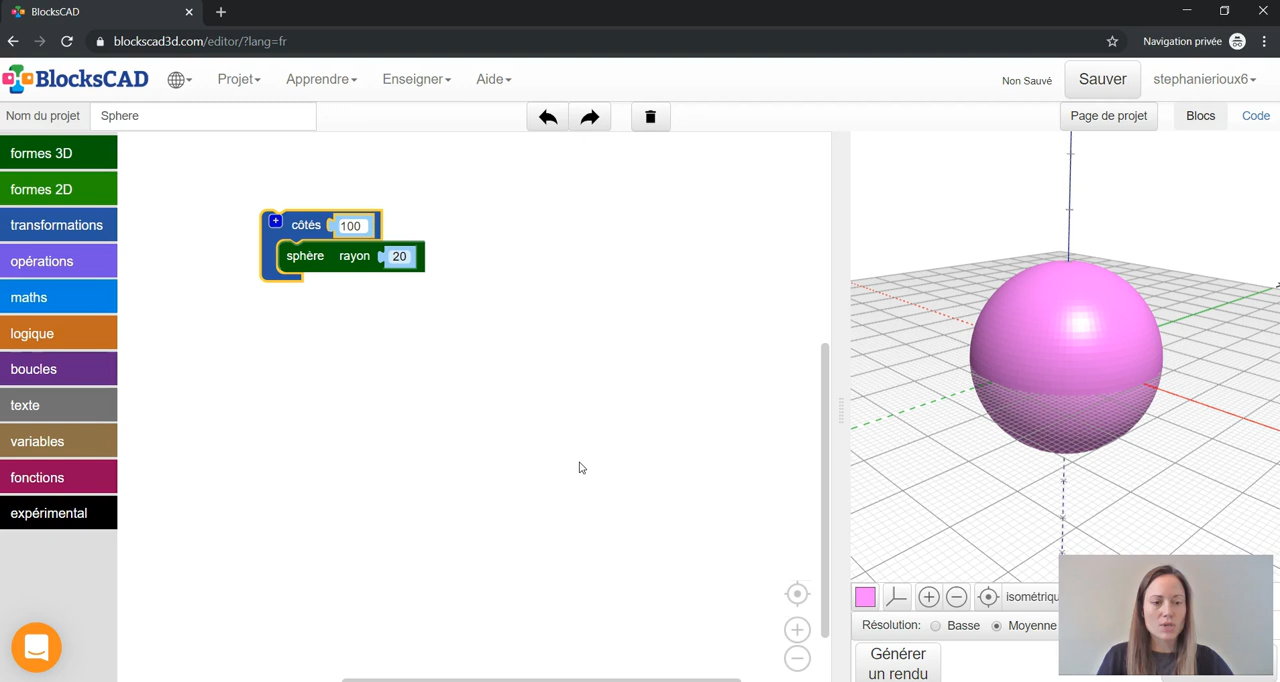 BlocksCAD
blockscad3d.com/editor/?lang=fr
Navigation privée
BlocksCAD
Projet
Apprendre
Enseigner
Aide
Non Sauvé
Sauver
stephanierioux6
Nom du projet
Sphere
Page de projet
Blocs
Code
formes 3D
formes 2D
transformations
opérations
maths
logique
boucles
texte
variables
fonctions
expérimental
+ côtés 100
sphère rayon 20
isométriqu
Résolution: Basse Moyenne
Générer
un rendu